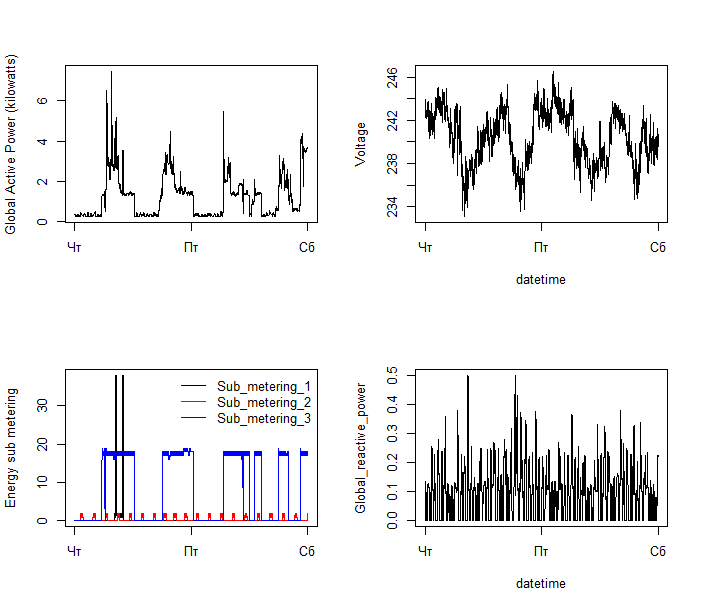 Global Active Power (kilowatts)
6
4
2
0
Чт
Пт
Сб
Voltage
246
242
238
234
Чт
Пт
Сб
datetime
Energy sub metering
30
20
10
0
Sub_metering_1
Sub_metering_2
Sub_metering_3
Чт
Пт
Сб
Global_reactive_power
0.5
0.4
0.3
0.2
0.1
0.0
Чт
Пт
Сб
datetime